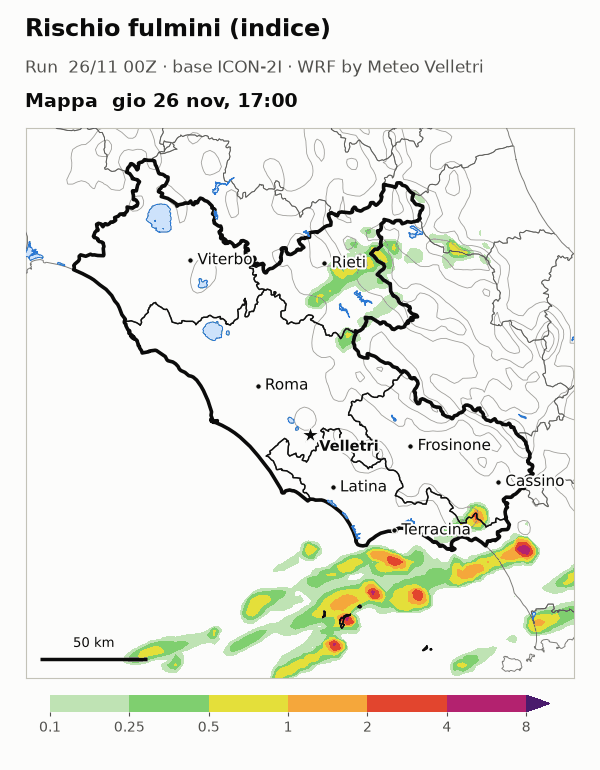 Rischio fulmini (indice)
Run  26/11 00Z · base ICON-2I · WRF by Meteo Velletri
Mappa  gio 26 nov, 17:00
Viterbo
Rieti
Roma
Velletri
Frosinone
Latina
Cassino
Terracina
50 km
0.1 0.25 0.5 1 2 4 8